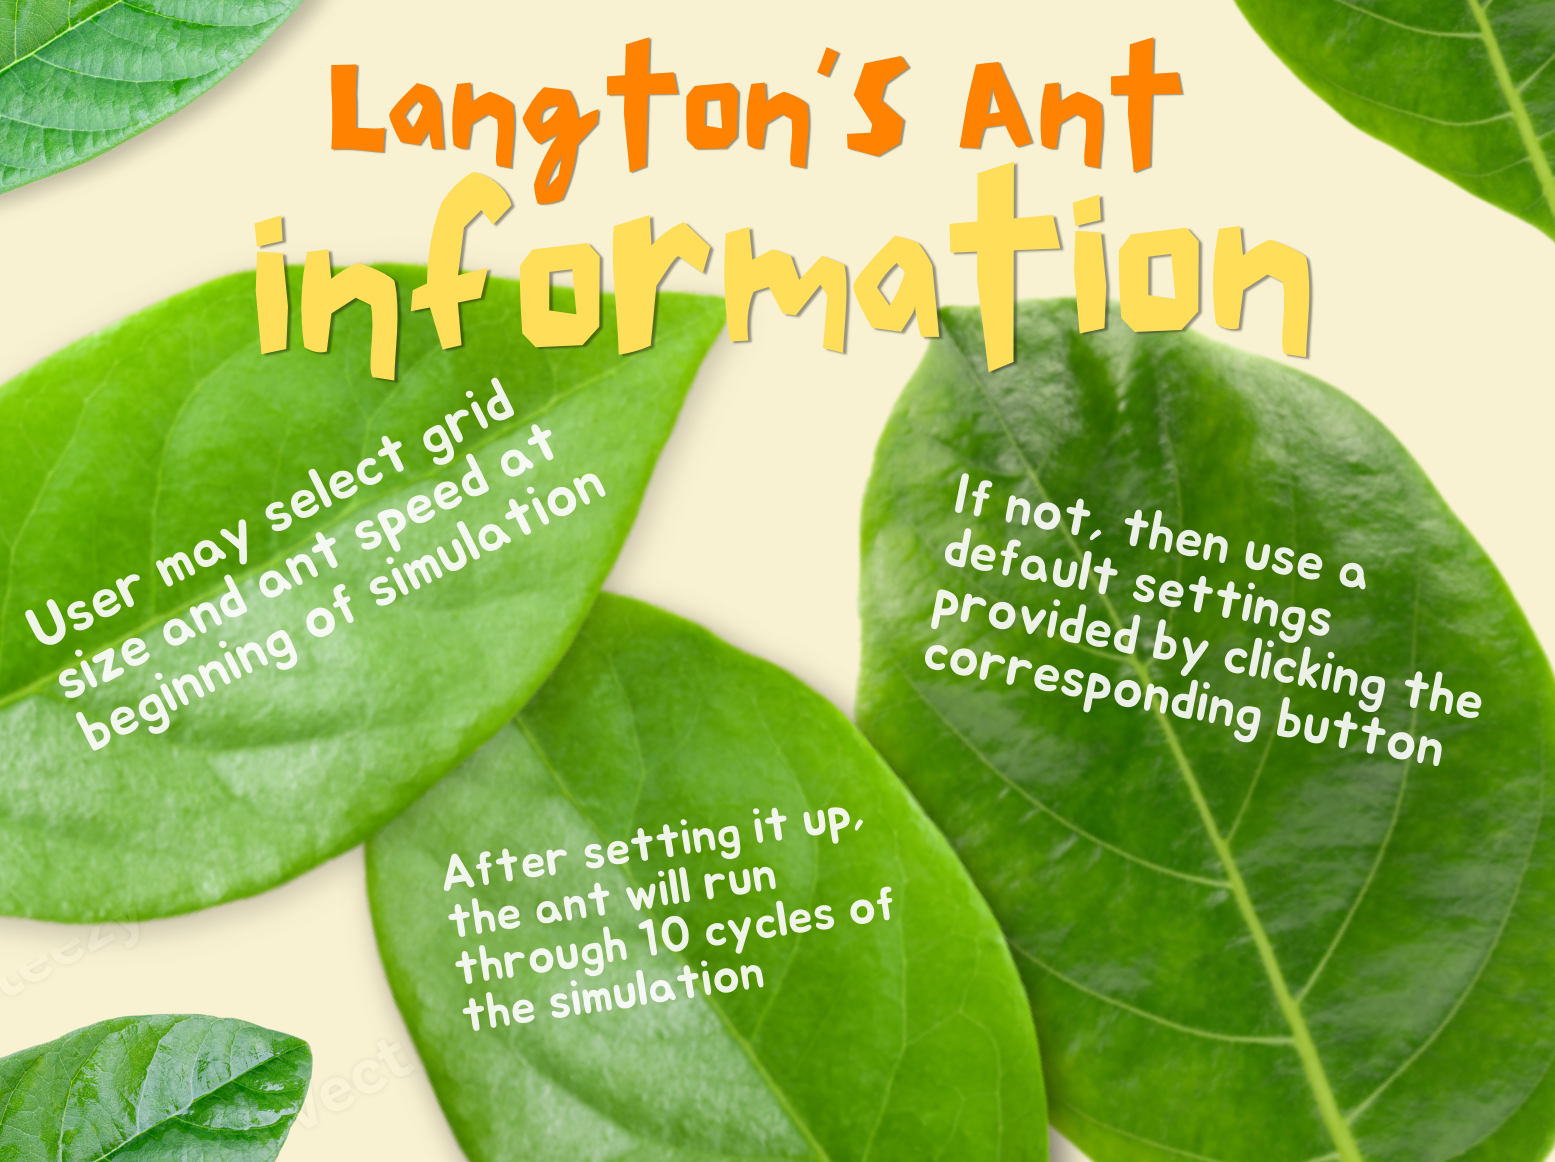 Langton's Ant
information
User may select grid
size and ant speed at
beginning of simulation
If not, then use a
default settings
provided by clicking the
corresponding button
After setting it up,
the ant will run
through 10 cycles of
the simulation